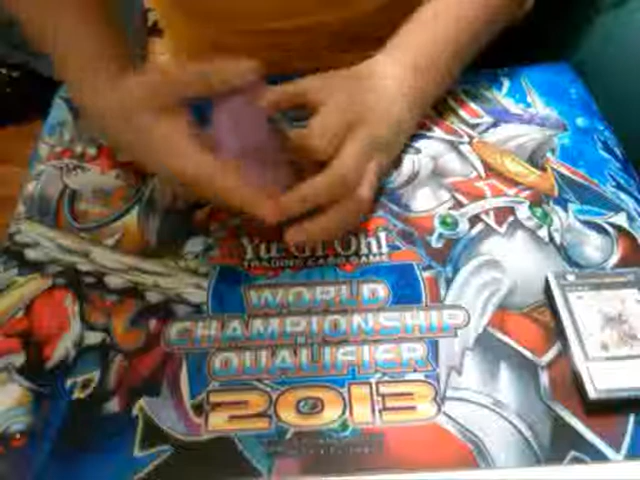 Yu-Gi-Oh!
TRADING CARD GAME
WORLD
CHAMPIONSHIP
QUALIFIER
2013